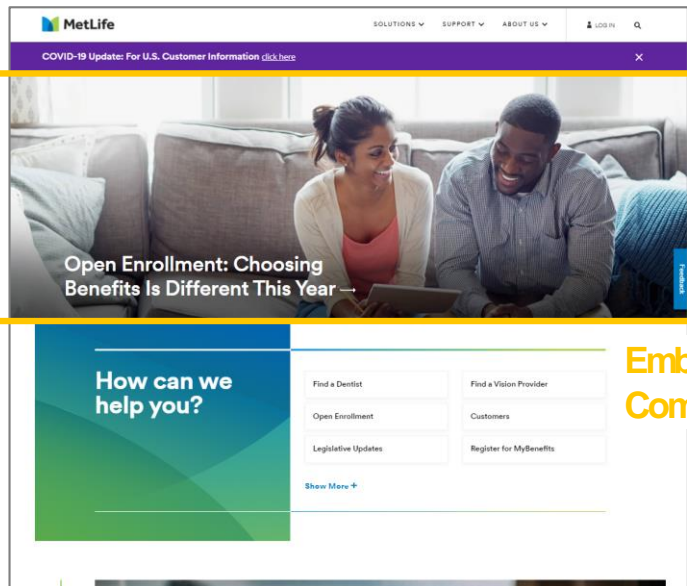 MetLife
SOLUTIONS SUPPORT ABOUT US LOG IN
COVID-19 Update: For U.S. Customer Information click here
Open Enrollment: Choosing
Benefits Is Different This Year →
Feedback
How can we
help you?
Find a Dentist
Find a Vision Provider
Open Enrollment
Customers
Legislative Updates
Register for MyBenefits
Show More +